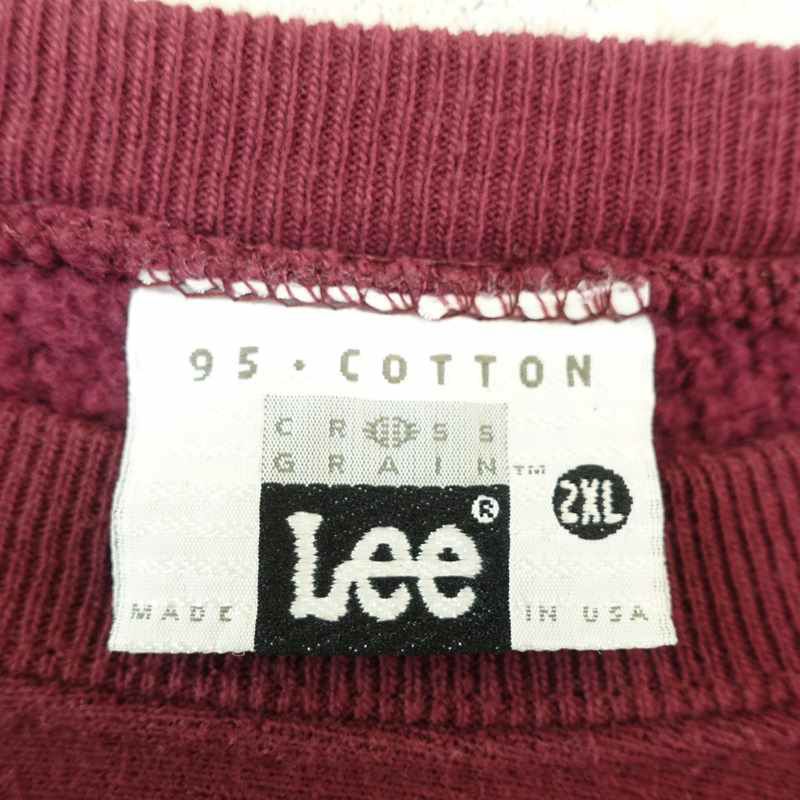 95 • COTTON
CROSS
GRAIN™
2XL
Lee®
MADE IN USA